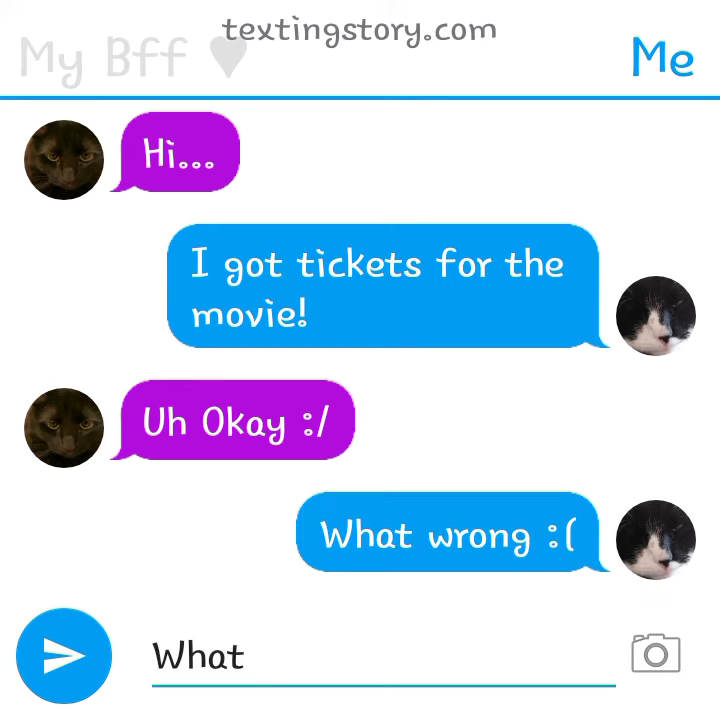 textingstory.com
My Bff ♥
Me
Hi...
I got tickets for the
movie!
Uh Okay :/
What wrong :(
What